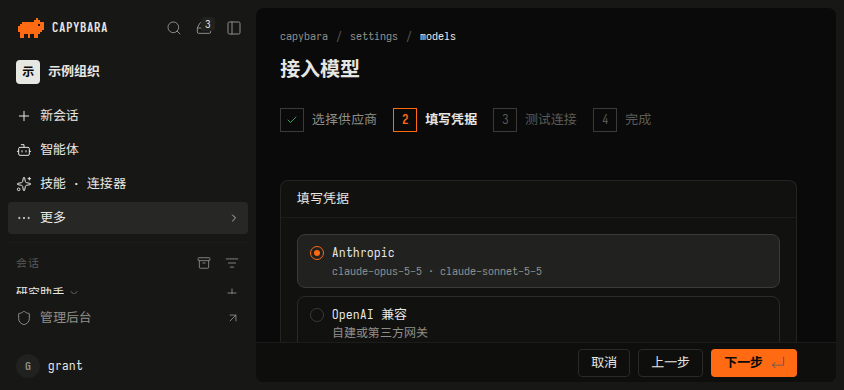 CAPYBARA
3
示 示例组织
新会话
智能体
技能 · 连接器
更多
会话
研究助手
管理后台
G grant
capybara / settings / models
接入模型
选择供应商 2 填写凭据 3 测试连接 4 完成
填写凭据
Anthropic
claude-opus-5-5 · claude-sonnet-5-5
OpenAI 兼容
自建或第三方网关
取消 上一步 下一步